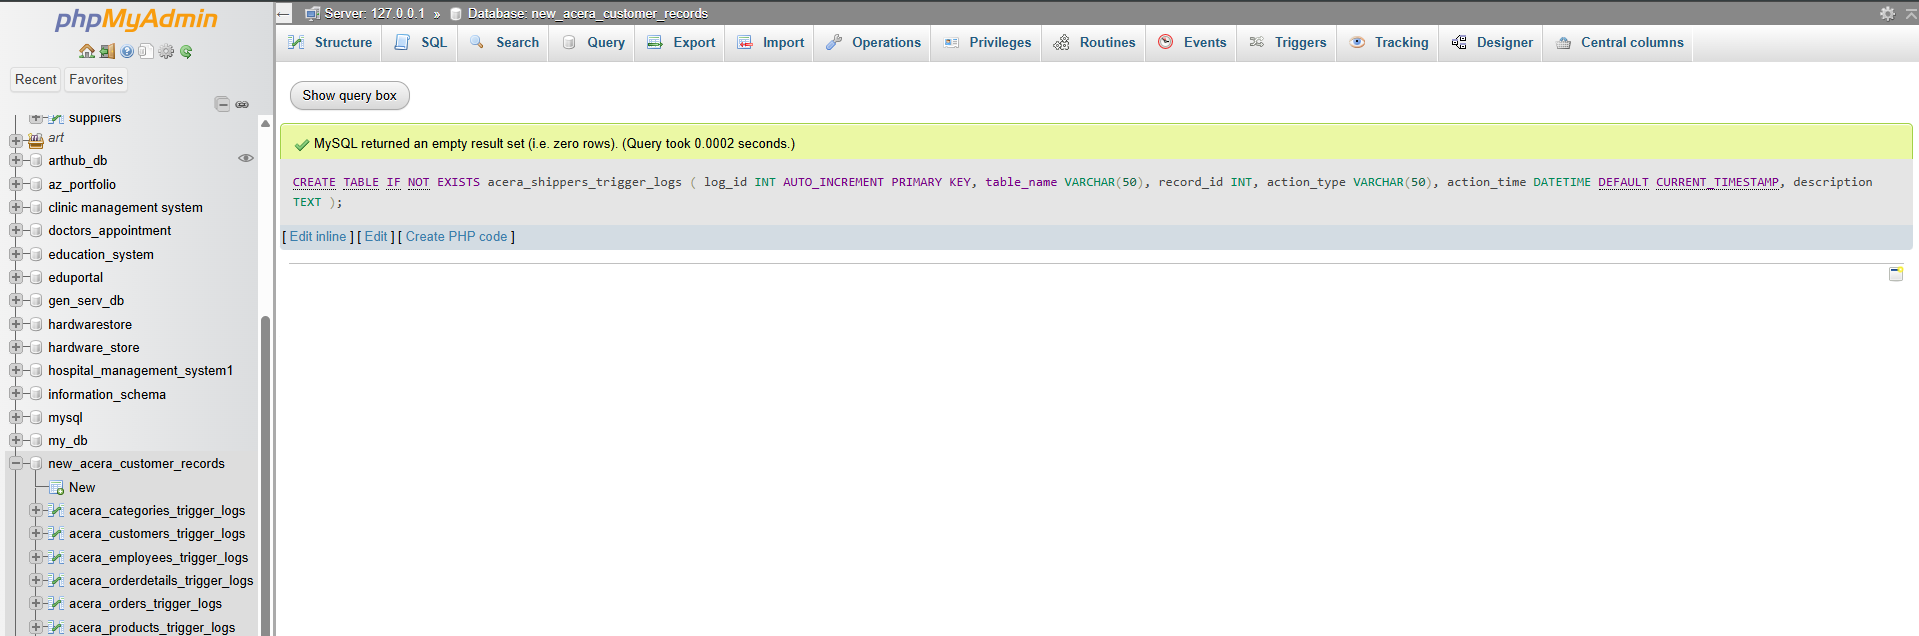 phpMyAdmin
Recent
Favorites
suppliers
art
arthub_db
az_portfolio
clinic management system
doctors_appointment
education_system
eduportal
gen_serv_db
hardwarestore
hardware_store
hospital_management_system1
information_schema
mysql
my_db
new_acera_customer_records
New
acera_categories_trigger_logs
acera_customers_trigger_logs
acera_employees_trigger_logs
acera_orderdetails_trigger_logs
acera_orders_trigger_logs
acera_products_trigger_logs
Server: 127.0.0.1 » Database: new_acera_customer_records
Structure SQL Search Query Export Import Operations Privileges Routines Events Triggers Tracking Designer Central columns
Show query box
MySQL returned an empty result set (i.e. zero rows). (Query took 0.0002 seconds.)
CREATE TABLE IF NOT EXISTS acera_shippers_trigger_logs ( log_id INT AUTO_INCREMENT PRIMARY KEY, table_name VARCHAR(50), record_id INT, action_type VARCHAR(50), action_time DATETIME DEFAULT CURRENT_TIMESTAMP, description
TEXT );
[ Edit inline ] [ Edit ] [ Create PHP code ]